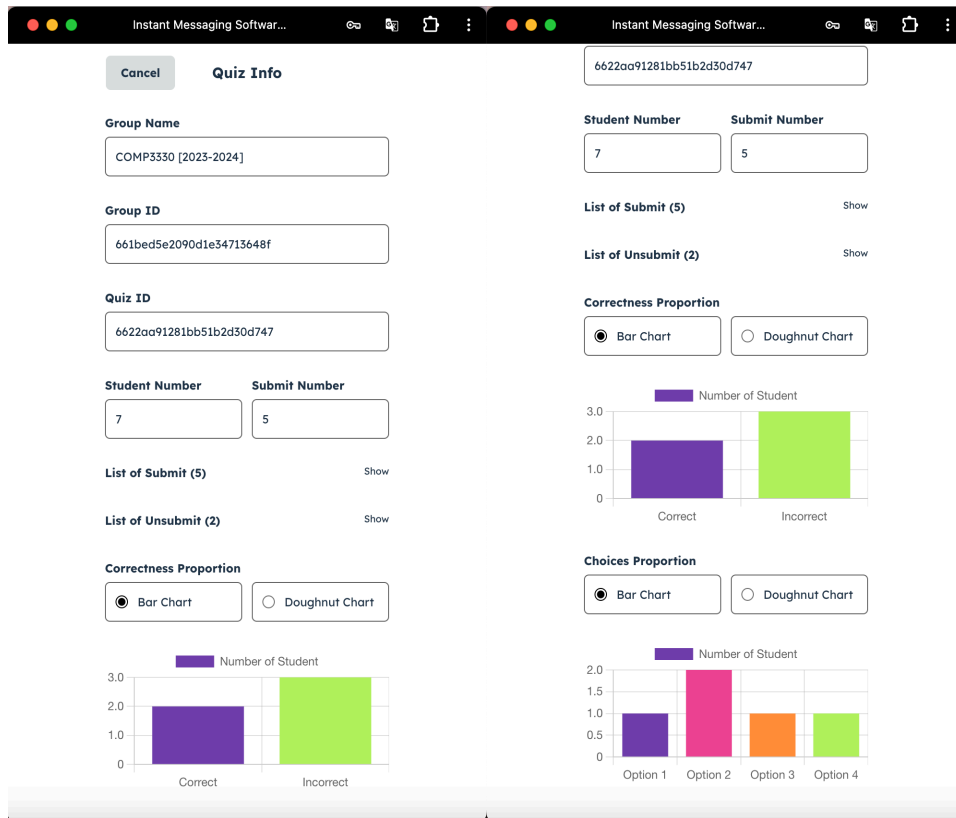 Instant Messaging Softwar...
Cancel
Quiz Info
Group Name
COMP3330 [2023-2024]
Group ID
661bed5e2090d1e34713648f
Quiz ID
6622aa91281bb51b2d30d747
Student Number Submit Number
7 5
List of Submit (5) Show
List of Unsubmit (2) Show
Correctness Proportion
Bar Chart Doughnut Chart
Number of Student
3.0
2.0
1.0
0
Correct Incorrect
Instant Messaging Softwar...
6622aa91281bb51b2d30d747
Student Number Submit Number
7 5
List of Submit (5) Show
List of Unsubmit (2) Show
Correctness Proportion
Bar Chart Doughnut Chart
Number of Student
3.0
2.0
1.0
0
Correct Incorrect
Choices Proportion
Bar Chart Doughnut Chart
Number of Student
2.0
1.5
1.0
0.5
0
Option 1 Option 2 Option 3 Option 4